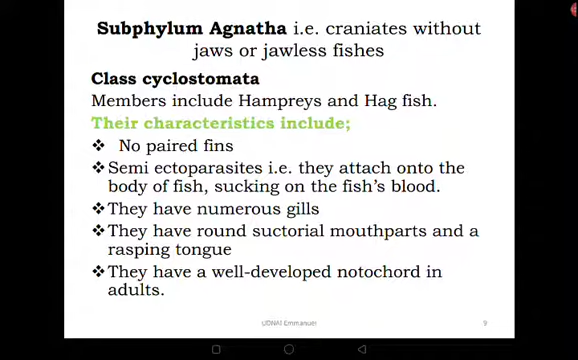 Subphylum Agnatha i.e. craniates without
jaws or jawless fishes
Class cyclostomata
Members include Hampreys and Hag fish.
Their characteristics include;
❖ No paired fins
❖ Semi ectoparasites i.e. they attach onto the
body of fish, sucking on the fish's blood.
❖ They have numerous gills
❖ They have round suctorial mouthparts and a
rasping tongue
❖ They have a well-developed notochord in
adults.
Emmanuel
9